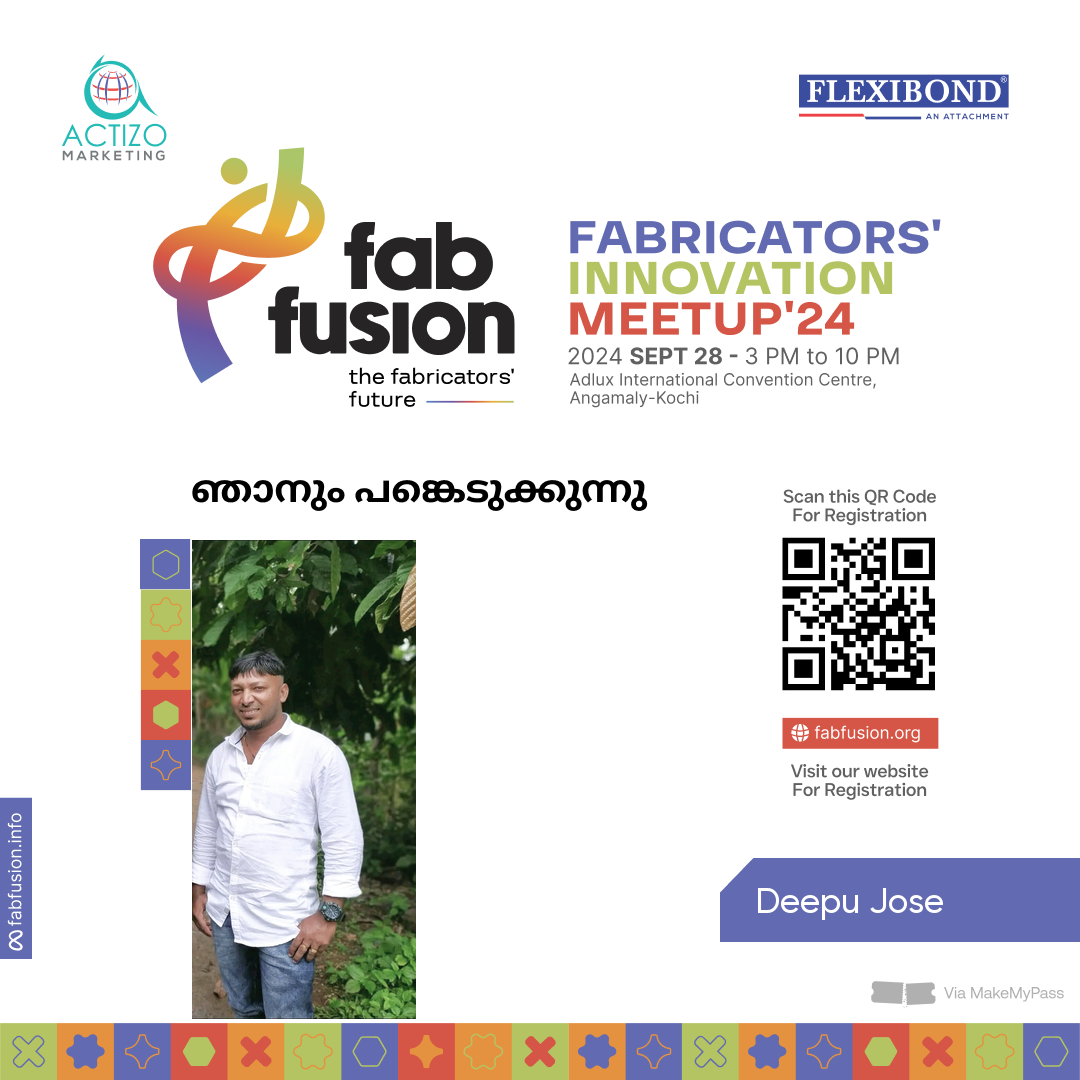 ACTIZO
MARKETING
FLEXIBOND®
AN ATTACHMENT
fab
fusion
the fabricators'
future
FABRICATORS'
INNOVATION
MEETUP'24
2024 SEPT 28 - 3 PM to 10 PM
Adlux International Convention Centre,
Angamaly-Kochi
ഞാനും പങ്കെടുക്കുന്നു
Scan this QR Code
For Registration
fabfusion.org
Visit our website
For Registration
fabfusion.info
Deepu Jose
Via MakeMyPass